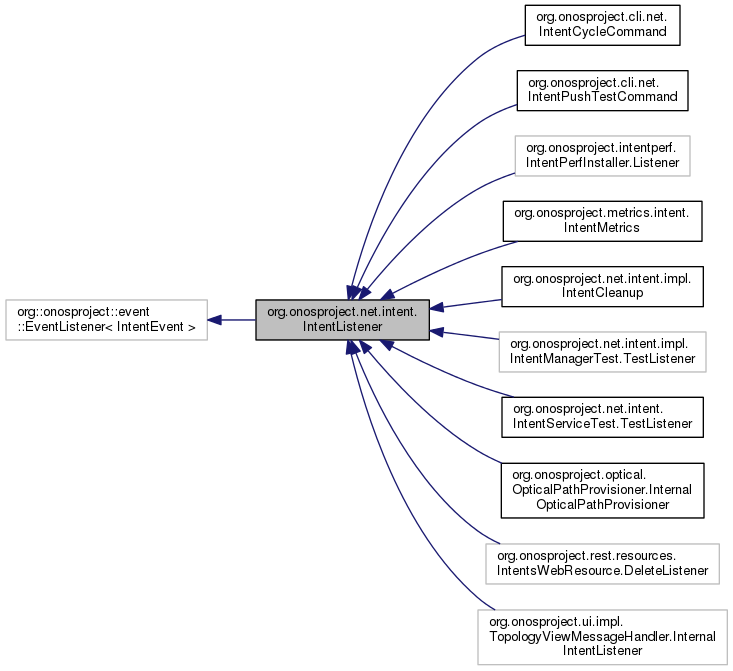 org.onosproject.cli.net.
IntentCycleCommand
org.onosproject.cli.net.
IntentPushTestCommand
org.onosproject.intentperf.
IntentPerfInstaller.Listener
org.onosproject.metrics.intent.
IntentMetrics
org.onosproject.net.intent.impl.
IntentCleanup
org::onosproject::event
::EventListener< IntentEvent >
org.onosproject.net.intent.
IntentListener
org.onosproject.net.intent.impl.
IntentManagerTest.TestListener
org.onosproject.net.intent.
IntentServiceTest.TestListener
org.onosproject.optical.
OpticalPathProvisioner.Internal
OpticalPathProvisioner
org.onosproject.rest.resources.
IntentsWebResource.DeleteListener
org.onosproject.ui.impl.
TopologyViewMessageHandler.Internal
IntentListener